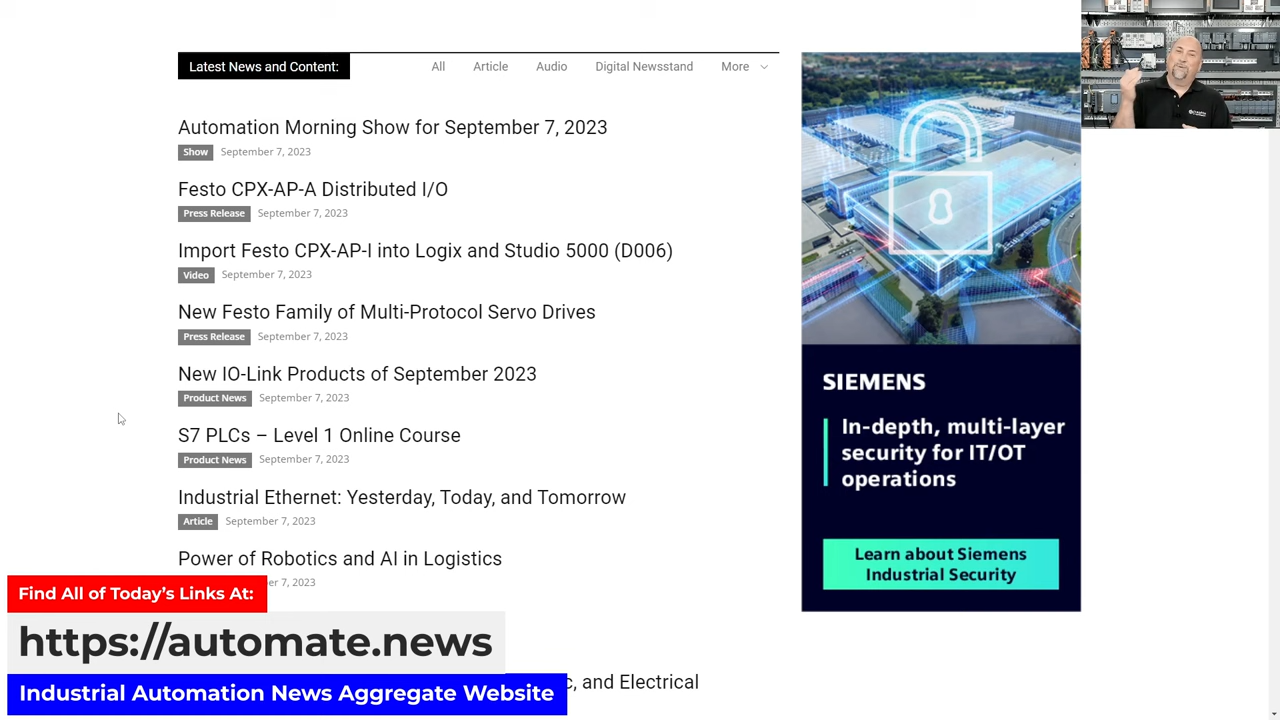 Latest News and Content:
All Article Audio Digital Newsstand More
Automation Morning Show for September 7, 2023
Show September 7, 2023
Festo CPX-AP-A Distributed I/O
Press Release September 7, 2023
Import Festo CPX-AP-I into Logix and Studio 5000 (D006)
Video September 7, 2023
New Festo Family of Multi-Protocol Servo Drives
Press Release September 7, 2023
New IO-Link Products of September 2023
Product News September 7, 2023
S7 PLCs – Level 1 Online Course
Product News September 7, 2023
Industrial Ethernet: Yesterday, Today, and Tomorrow
Article September 7, 2023
Power of Robotics and AI in Logistics
7, 2023
and Electrical
SIEMENS
In-depth, multi-layer
security for IT/OT
operations
Learn about Siemens
Industrial Security
Find All of Today's Links At:
https://automate.news
Industrial Automation News Aggregate Website